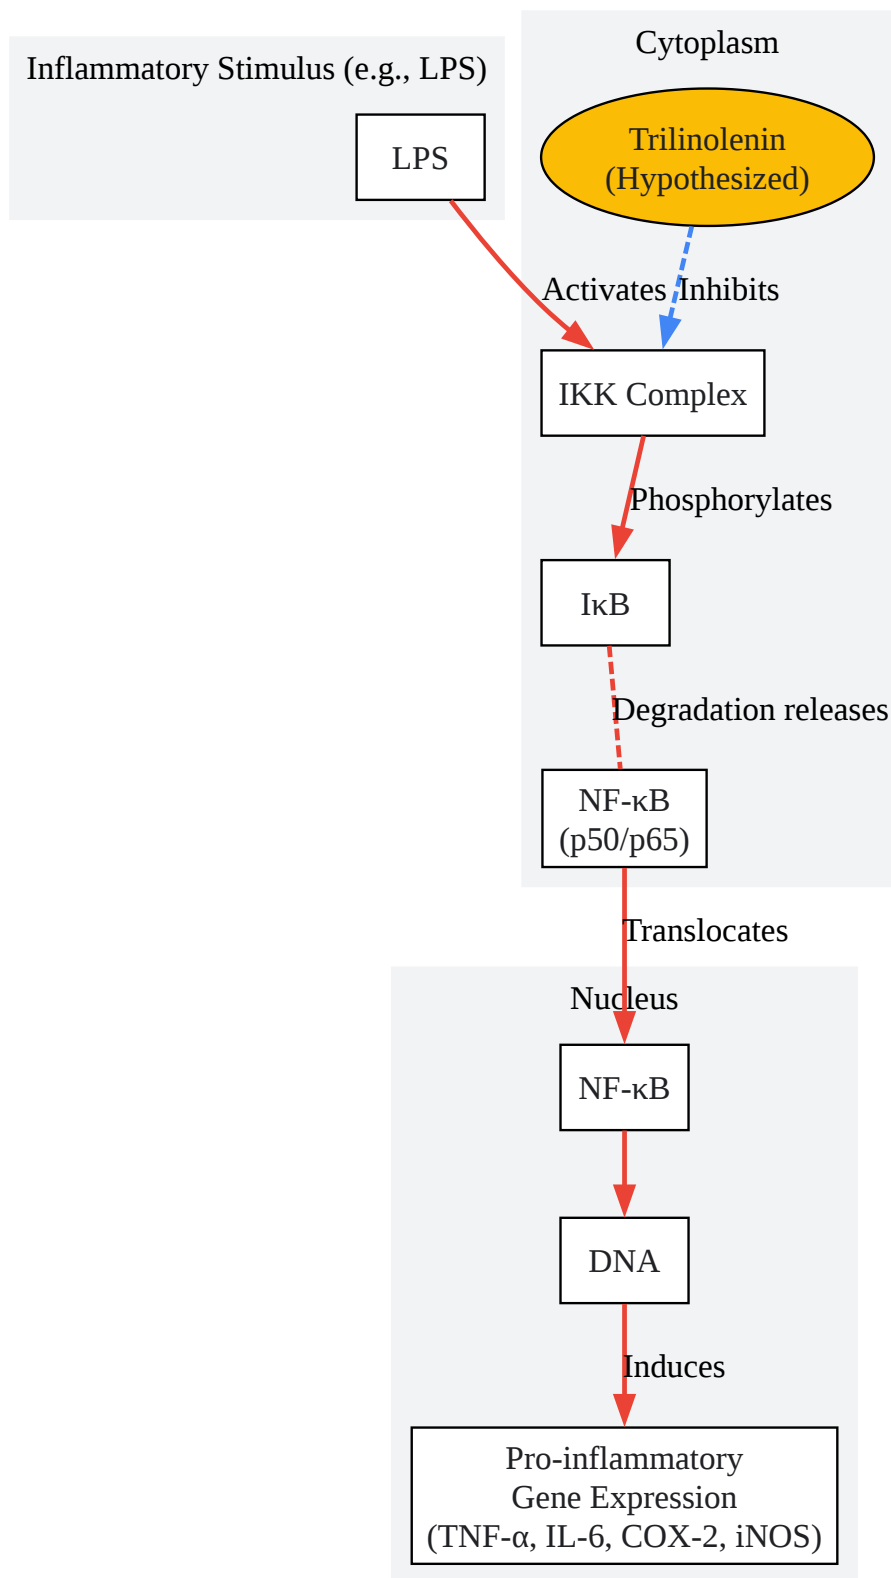 Inflammatory Stimulus (e.g., LPS)
LPS
Cytoplasm
Trilinolenin
(Hypothesized)
Activates
Inhibits
IKK Complex
Phosphorylates
IκB
Degradation releases
NF-κB
(p50/p65)
Translocates
Nucleus
NF-κB
DNA
Induces
Pro-inflammatory
Gene Expression
(TNF-α, IL-6, COX-2, iNOS)